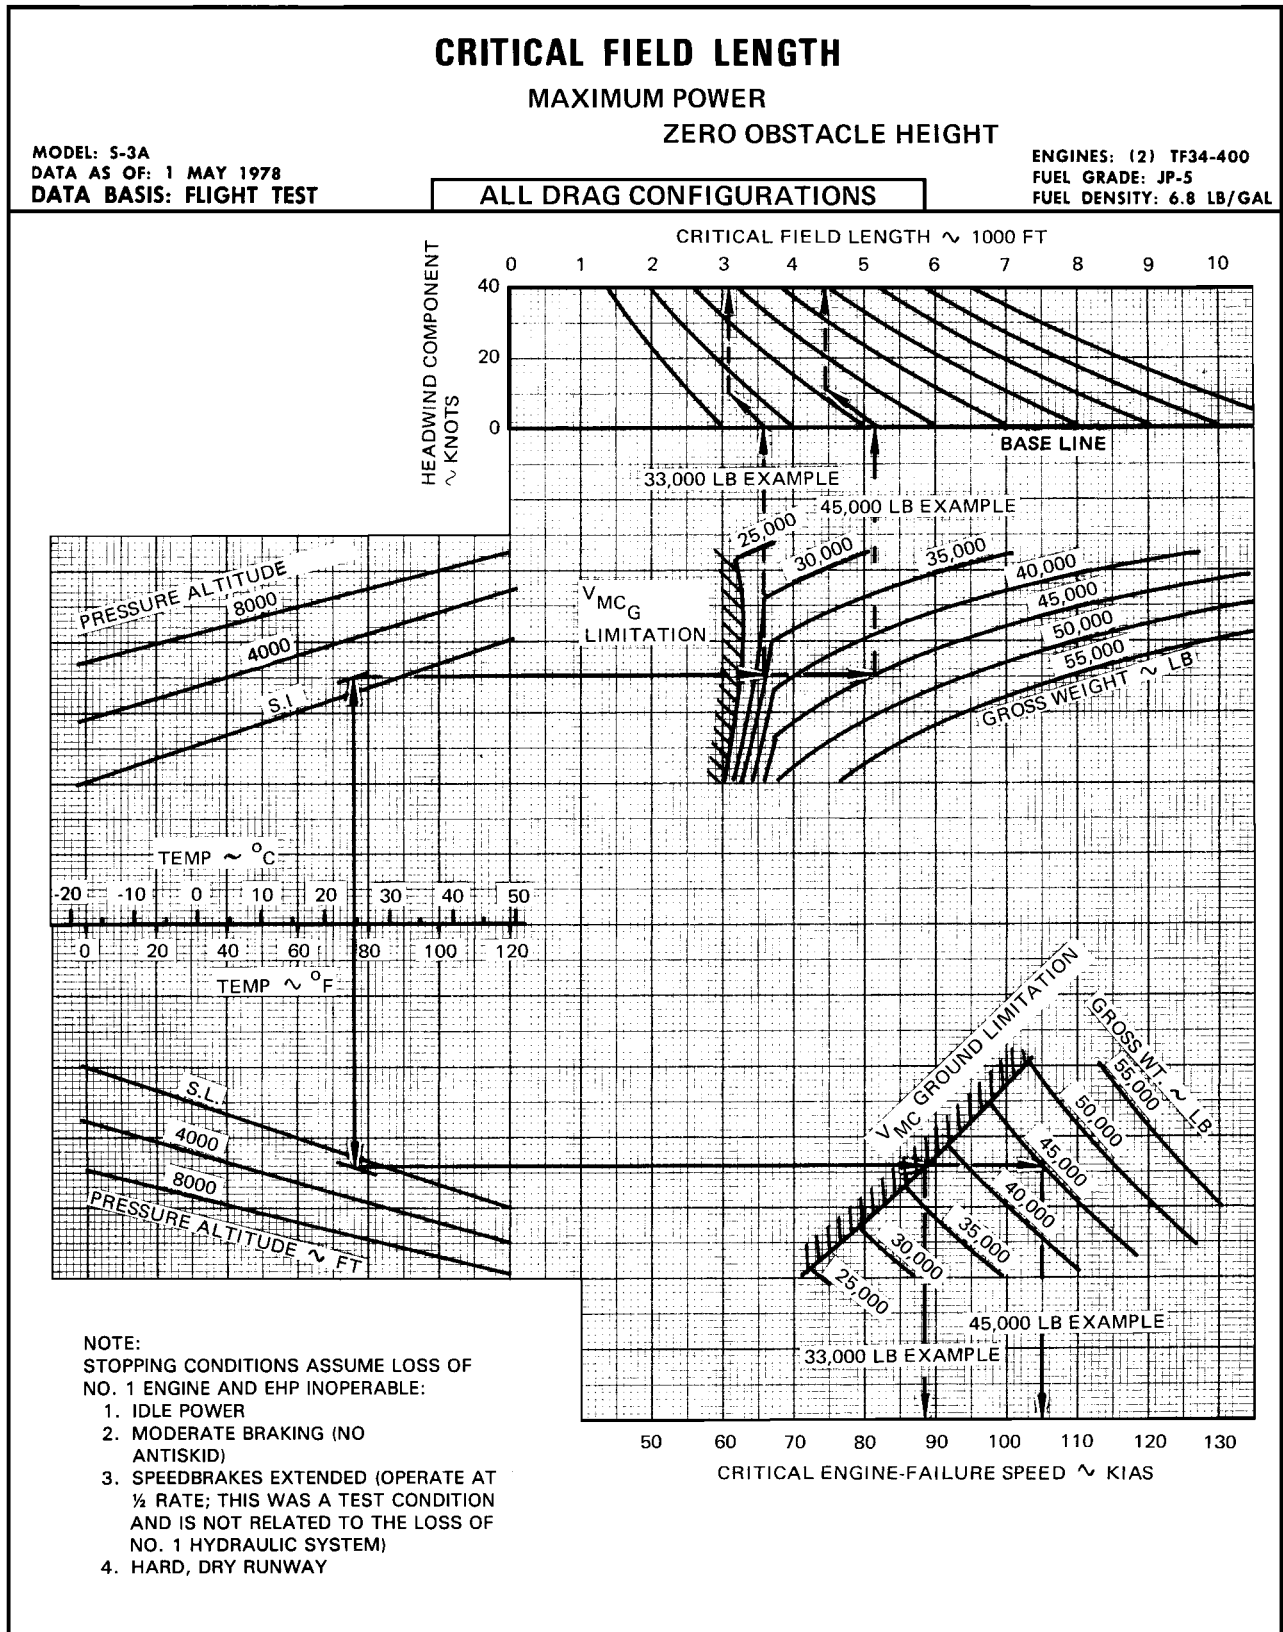 CRITICAL FIELD LENGTH
MAXIMUM POWER
ZERO OBSTACLE HEIGHT
MODEL: S-3A
DATA AS OF: 1 MAY 1978
DATA BASIS: FLIGHT TEST
ALL DRAG CONFIGURATIONS
ENGINES: (2) TF34-400
FUEL GRADE: JP-5
FUEL DENSITY: 6.8 LB/GAL
CRITICAL FIELD LENGTH ~ 1000 FT
0 1 2 3 4 5 6 7 8 9 10
HEADWIND COMPONENT
~ KNOTS
40
20
0
BASE LINE
33,000 LB EXAMPLE
45,000 LB EXAMPLE
25,000
30,000
35,000
40,000
45,000
50,000
55,000
GROSS WEIGHT ~ LB
VMCG
LIMITATION
PRESSURE ALTITUDE
8000
4000
S.L.
TEMP ~ °C
-20 -10 0 10 20 30 40 50
0 20 40 60 80 100 120
TEMP ~ °F
S.L.
4000
8000
PRESSURE ALTITUDE ~ FT
VMC GROUND LIMITATION
GROSS WT. ~ LB
55,000
50,000
45,000
40,000
35,000
30,000
25,000
45,000 LB EXAMPLE
33,000 LB EXAMPLE
50 60 70 80 90 100 110 120 130
CRITICAL ENGINE-FAILURE SPEED ~ KIAS
NOTE:
STOPPING CONDITIONS ASSUME LOSS OF
NO. 1 ENGINE AND EHP INOPERABLE:
1. IDLE POWER
2. MODERATE BRAKING (NO
ANTISKID)
3. SPEEDBRAKES EXTENDED (OPERATE AT
½ RATE; THIS WAS A TEST CONDITION
AND IS NOT RELATED TO THE LOSS OF
NO. 1 HYDRAULIC SYSTEM)
4. HARD, DRY RUNWAY